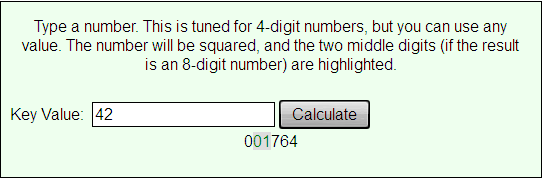 Type a number. This is tuned for 4-digit numbers, but you can use any
value. The number will be squared, and the two middle digits (if the result
is an 8-digit number) are highlighted.
Key Value: 42 Calculate
001764